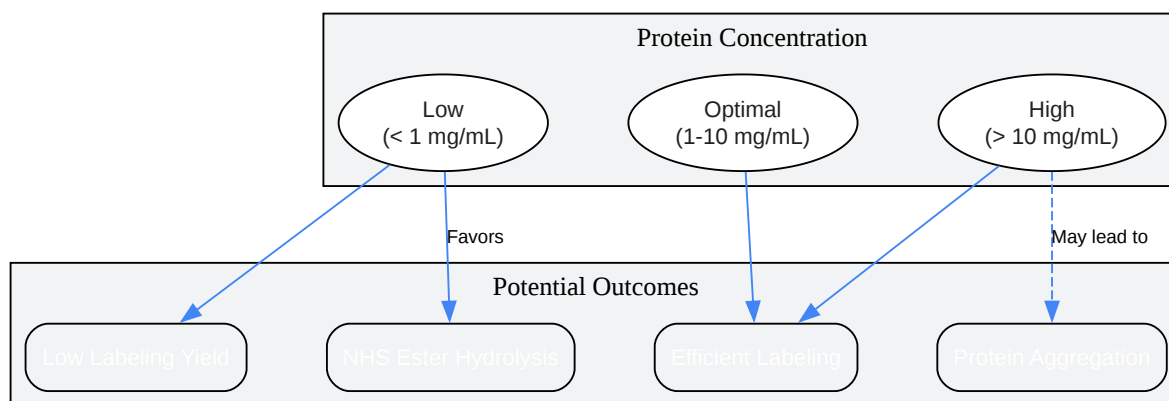 Protein Concentration
Low
(< 1 mg/mL)
Optimal
(1-10 mg/mL)
High
(> 10 mg/mL)
Favors
May lead to
Potential Outcomes
Low Labeling Yield
NHS Ester Hydrolysis
Efficient Labeling
Protein Aggregation